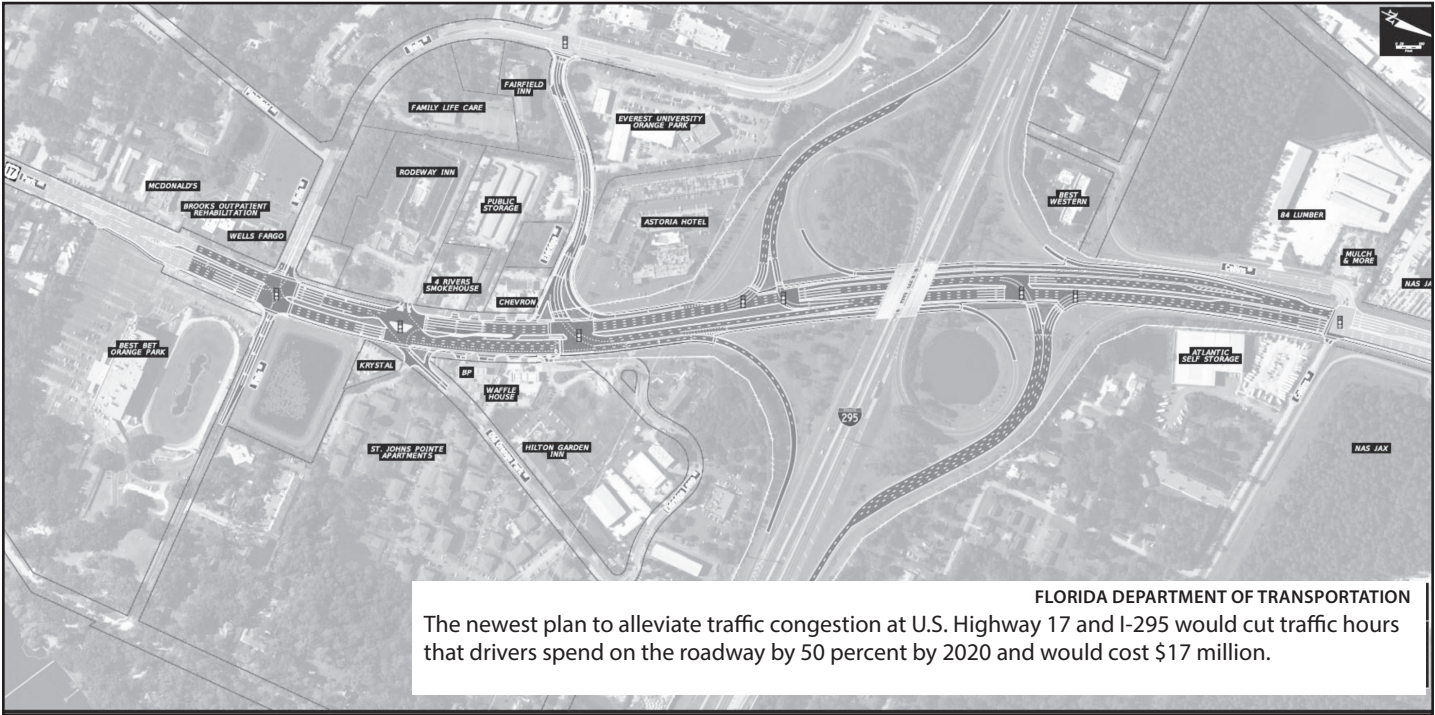 FAIRFIELD
INN
FAMILY LIFE CARE
EVEREST UNIVERSITY
ORANGE PARK
17
MCDONALD'S
BROOKS OUTPATIENT
REHABILITATION
WELLS FARGO
RODEWAY INN
PUBLIC
STORAGE
ASTORIA HOTEL
BEST
WESTERN
84 LUMBER
MULCH
& MORE
NAS JA
4 RIVERS
SMOKEHOUSE
CHEVRON
BEST BET
ORANGE PARK
KRYSTAL
BP
WAFFLE
HOUSE
ATLANTIC
SELF STORAGE
295
ST. JOHNS POINTE
APARTMENTS
HILTON GARDEN
INN
NAS JAX
FLORIDA DEPARTMENT OF TRANSPORTATION
The newest plan to alleviate traffic congestion at U.S. Highway 17 and I-295 would cut traffic hours
that drivers spend on the roadway by 50 percent by 2020 and would cost $17 million.